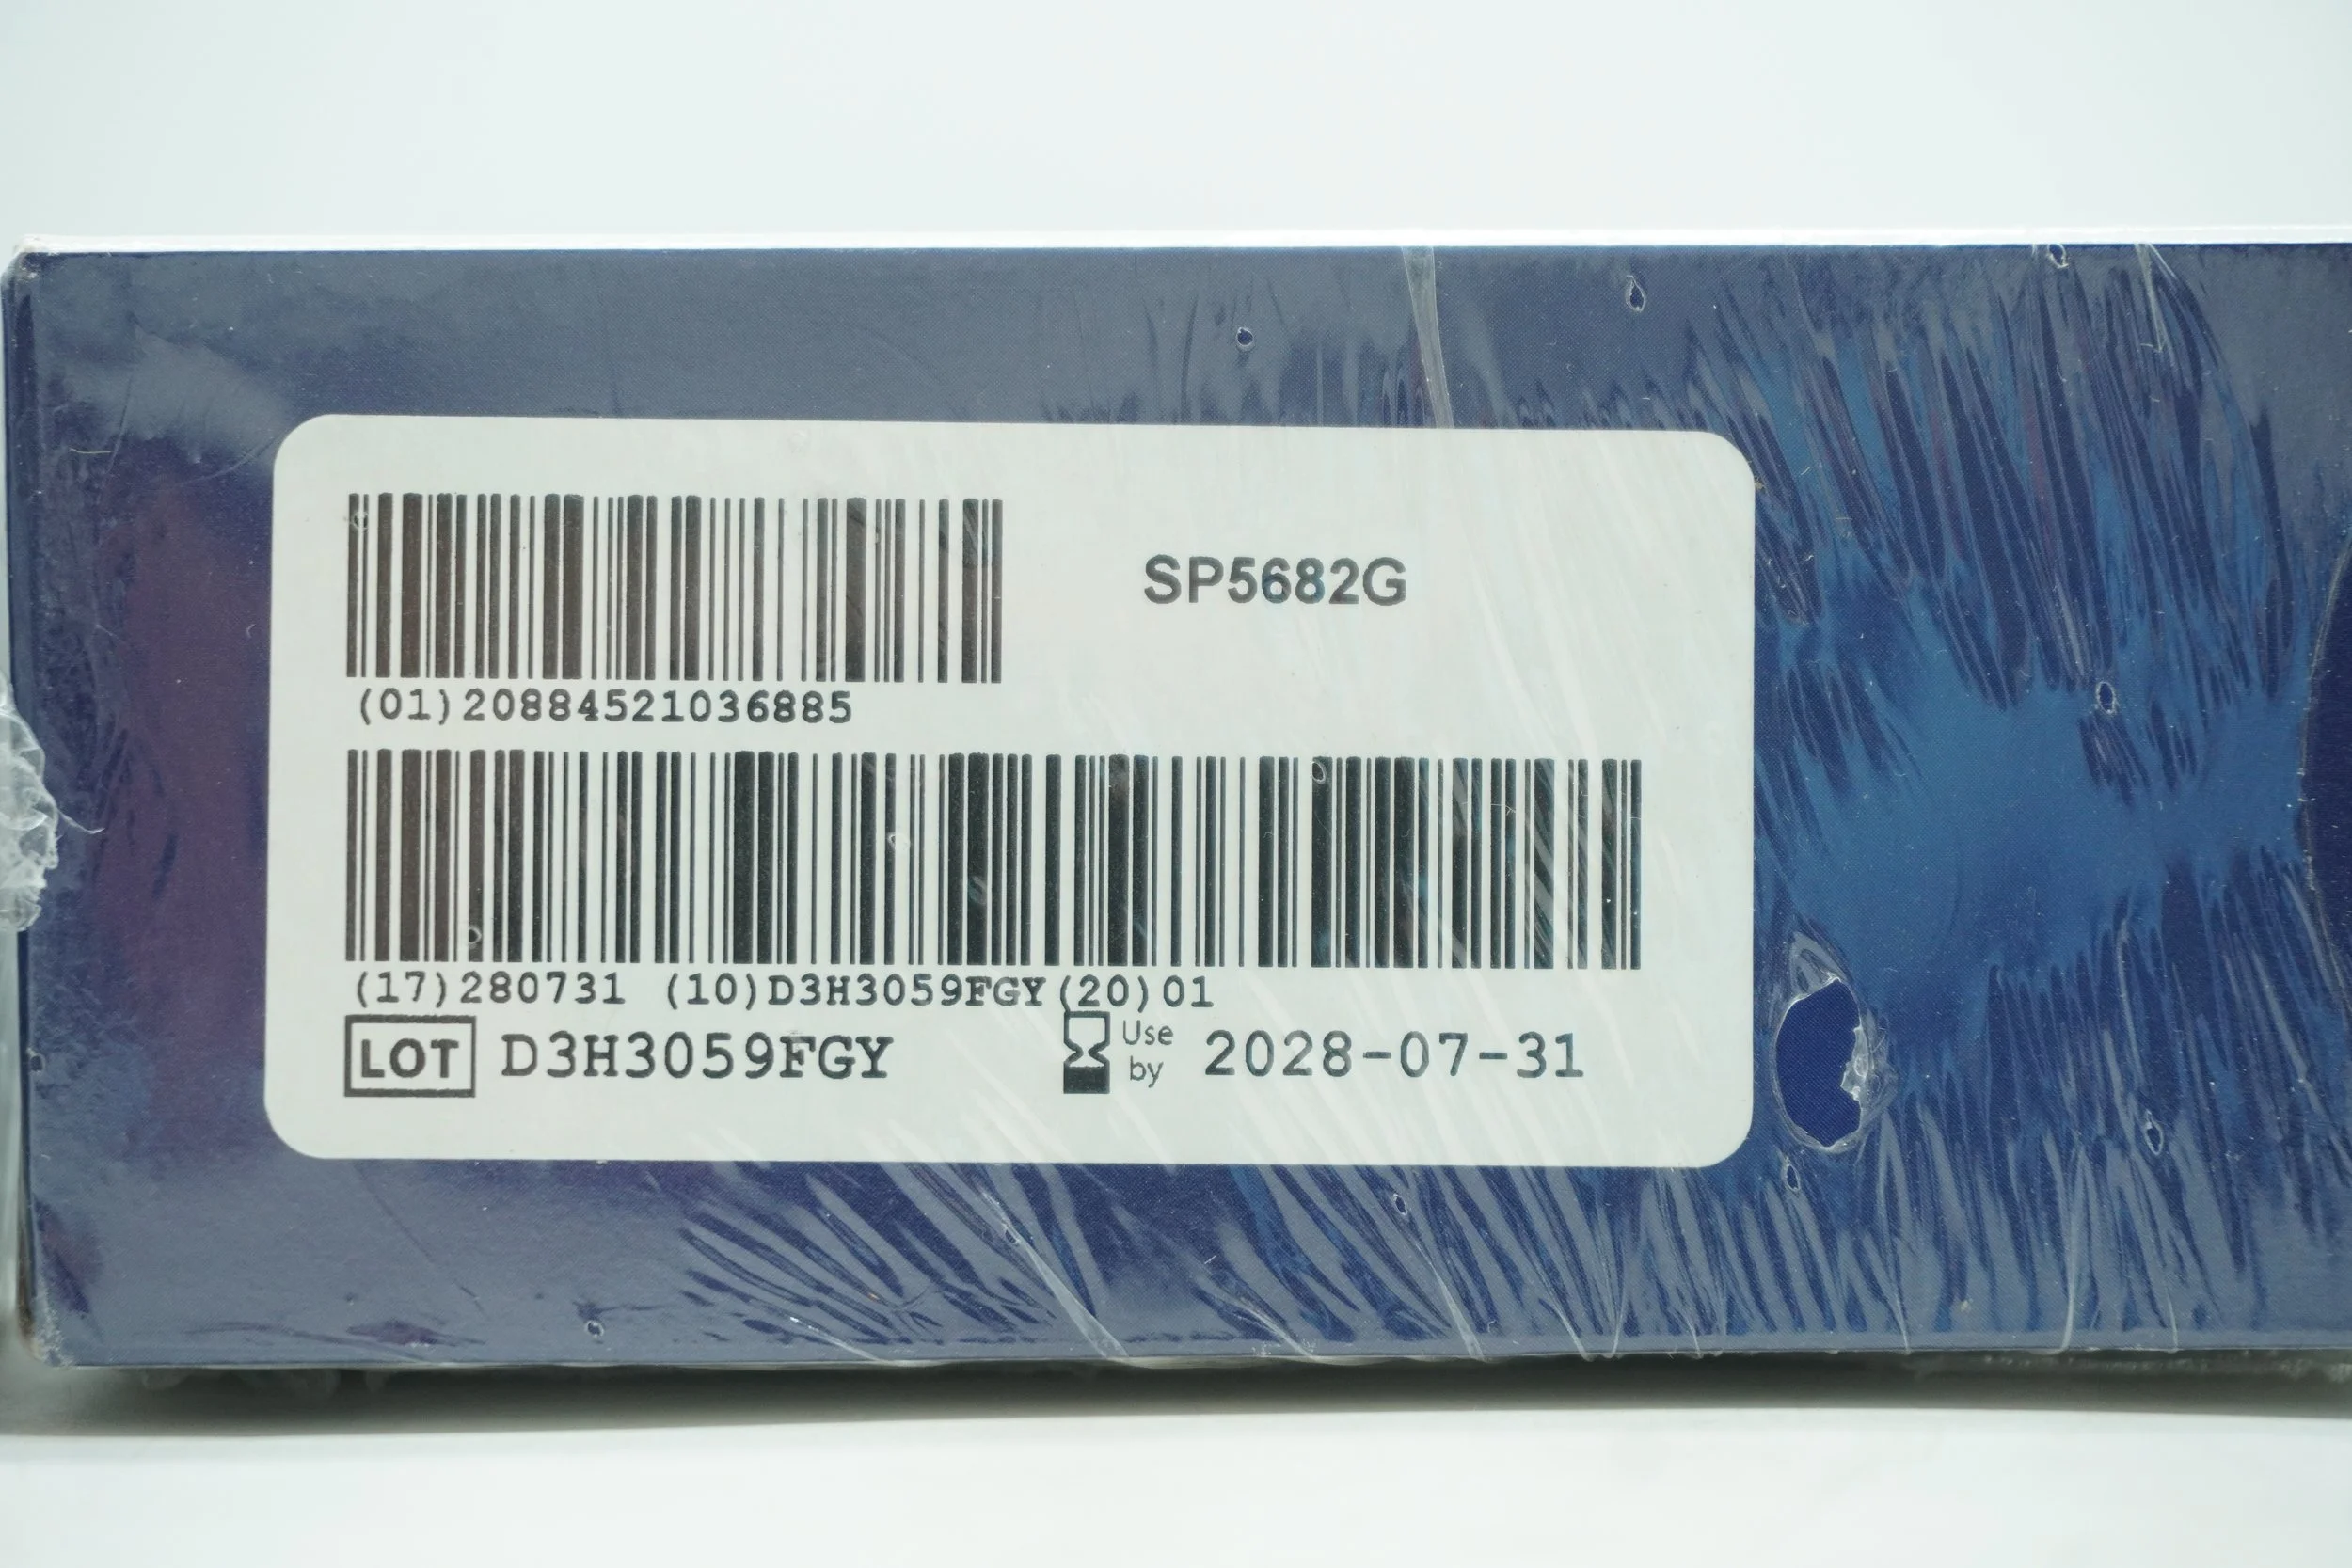 SP5682G
(01)20884521036885
(17)280731 (10)D3H3059FGY(20)01
LOT D3H3059FGY Use by 2028-07-31